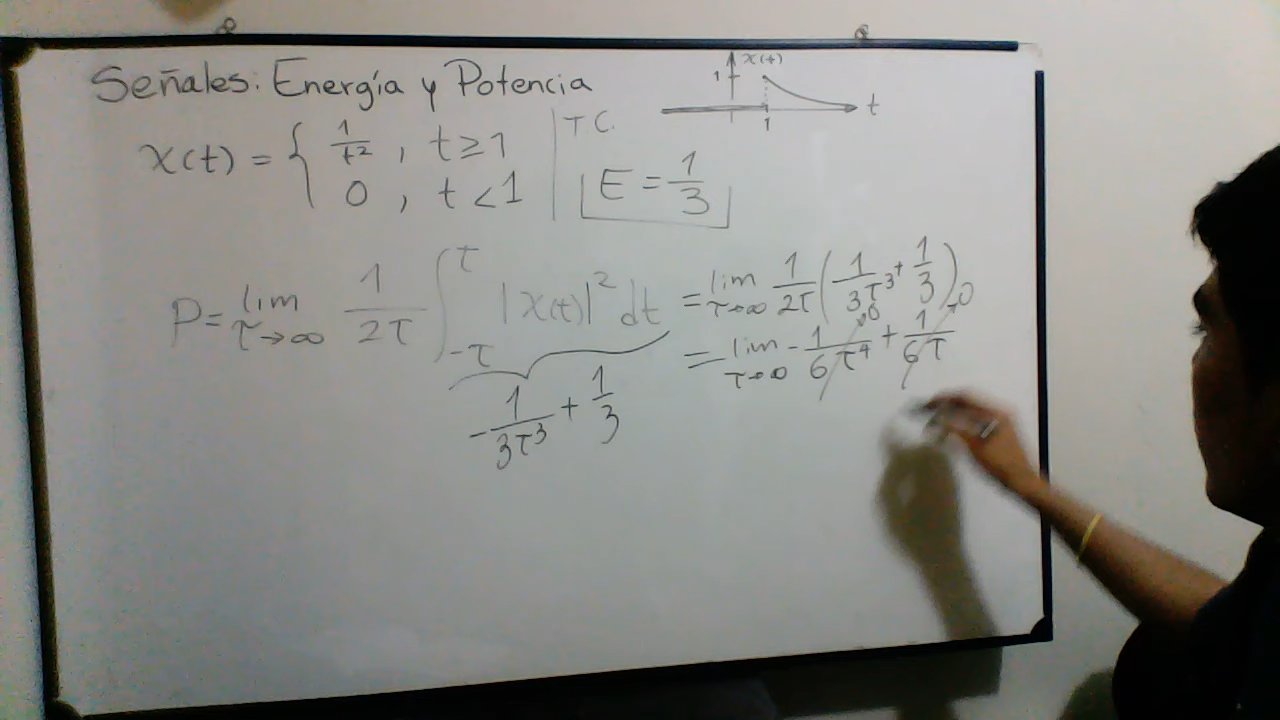 Señales: Energía y Potencia
x(t)
1
t
1
x(t) = { 1/t² , t ≥ 1
0 , t < 1
T C.
E = 1/3
P = lim τ→∞ 1/2τ ∫_-τ^τ |x(t)|² dt = lim τ→∞ 1/2τ (1/3τ³ + 1/3)
= lim τ→∞ - 1/6τ⁴ + 1/6τ
→0
→0
- 1/3τ³ + 1/3